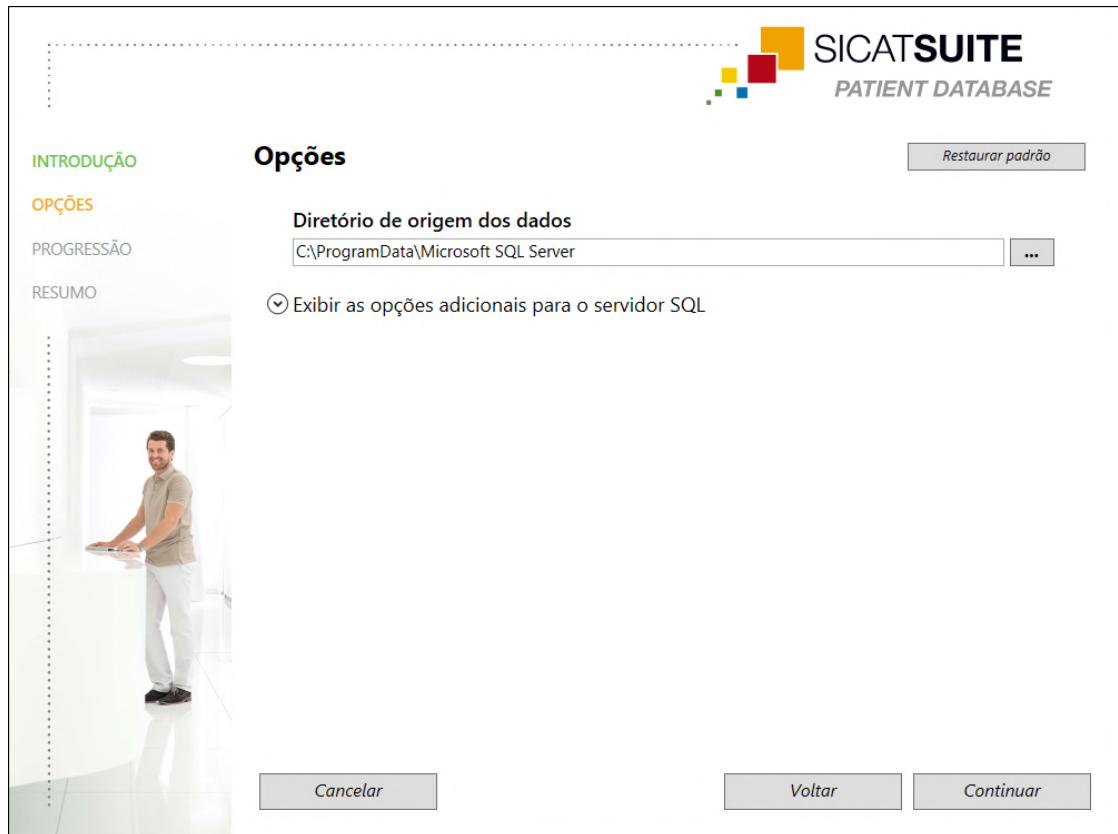 SICATSUITE
PATIENT DATABASE
INTRODUÇÃO
OPÇÕES
PROGRESSÃO
RESUMO
Opções
Restaurar padrão
Diretório de origem dos dados
C:\ProgramData\Microsoft SQL Server
...
Exibir as opções adicionais para o servidor SQL
Cancelar
Voltar
Continuar